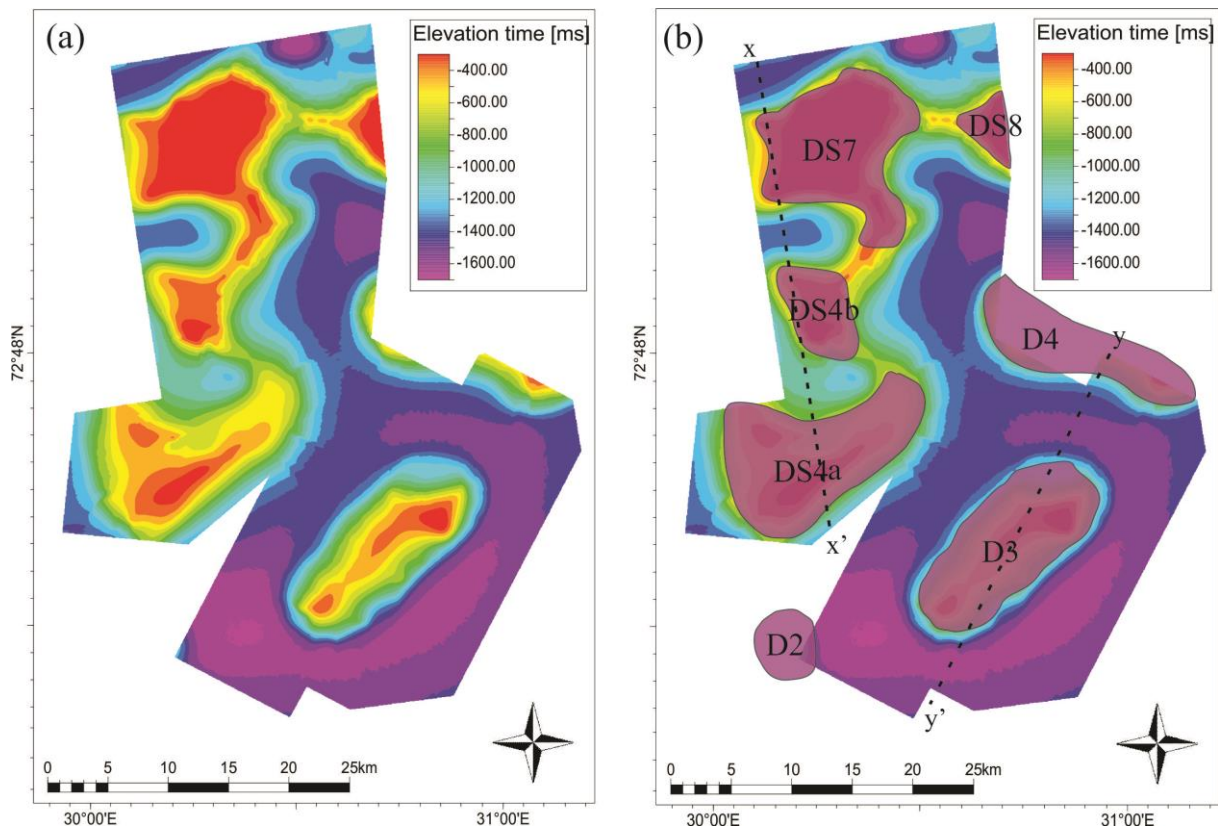 (a)
Elevation time [ms]
-400.00
-600.00
-800.00
-1000.00
-1200.00
-1400.00
-1600.00
72°48'N
0 5 10 15 20 25km
30°00'E 31°00'E
(b)
Elevation time [ms]
-400.00
-600.00
-800.00
-1000.00
-1200.00
-1400.00
-1600.00
x
DS8
DS7
DS4b
D4
y
72°48'N
DS4a
x'
D3
D2
y'
0 5 10 15 20 25km
30°00'E 31°00'E